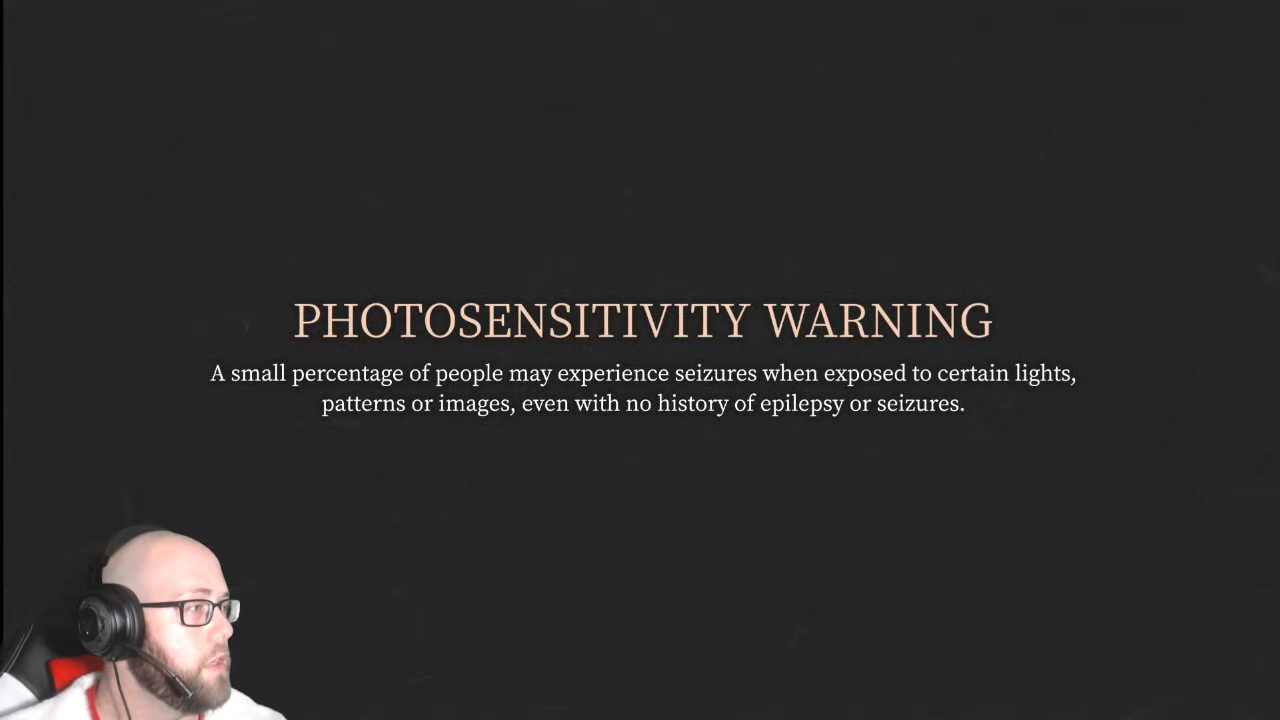 PHOTOSENSITIVITY WARNING
A small percentage of people may experience seizures when exposed to certain lights,
patterns or images, even with no history of epilepsy or seizures.